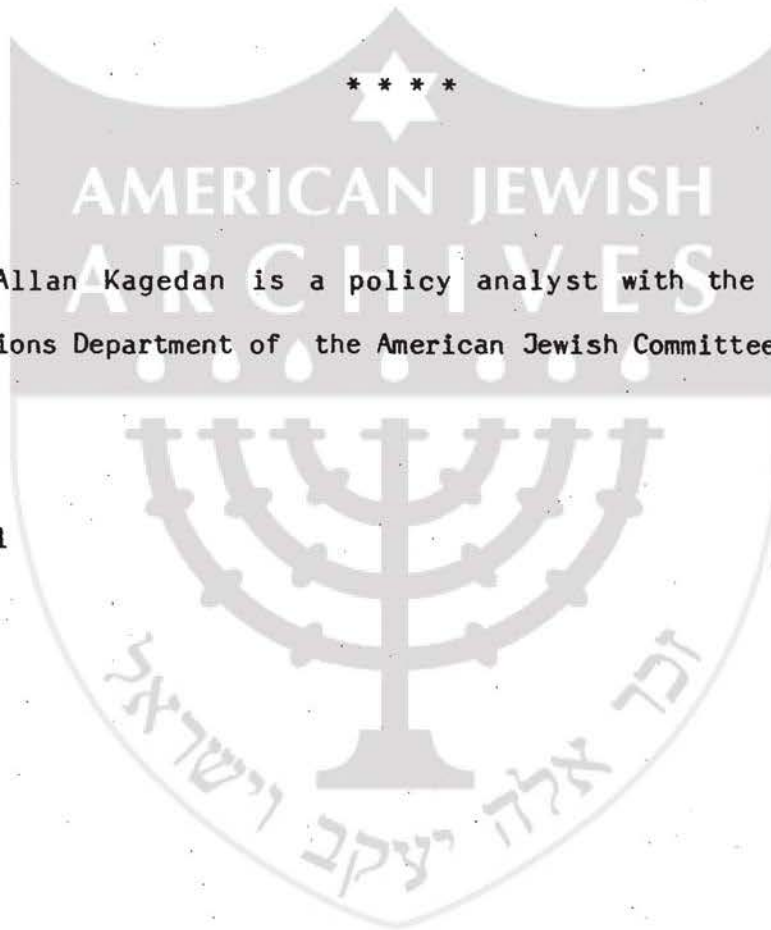 * * * *
AMERICAN JEWISH
ARCHIVES
Allan Kagedan is a policy analyst with the
ions Department of the American Jewish Committee
זכר אלה יעקב וישראל